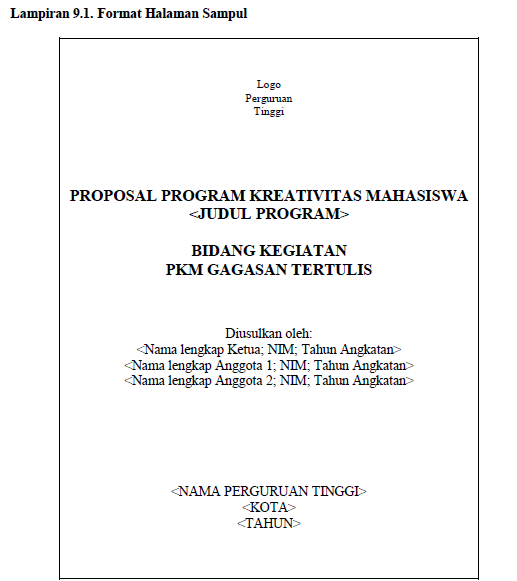 Lampiran 9.1. Format Halaman Sampul
Logo
Perguruan
Tinggi
PROPOSAL PROGRAM KREATIVITAS MAHASISWA
<JUDUL PROGRAM>
BIDANG KEGIATAN
PKM GAGASAN TERTULIS
Diusulkan oleh:
<Nama lengkap Ketua; NIM; Tahun Angkatan>
<Nama lengkap Anggota 1; NIM; Tahun Angkatan>
<Nama lengkap Anggota 2; NIM; Tahun Angkatan>
<NAMA PERGURUAN TINGGI>
<KOTA>
<TAHUN>